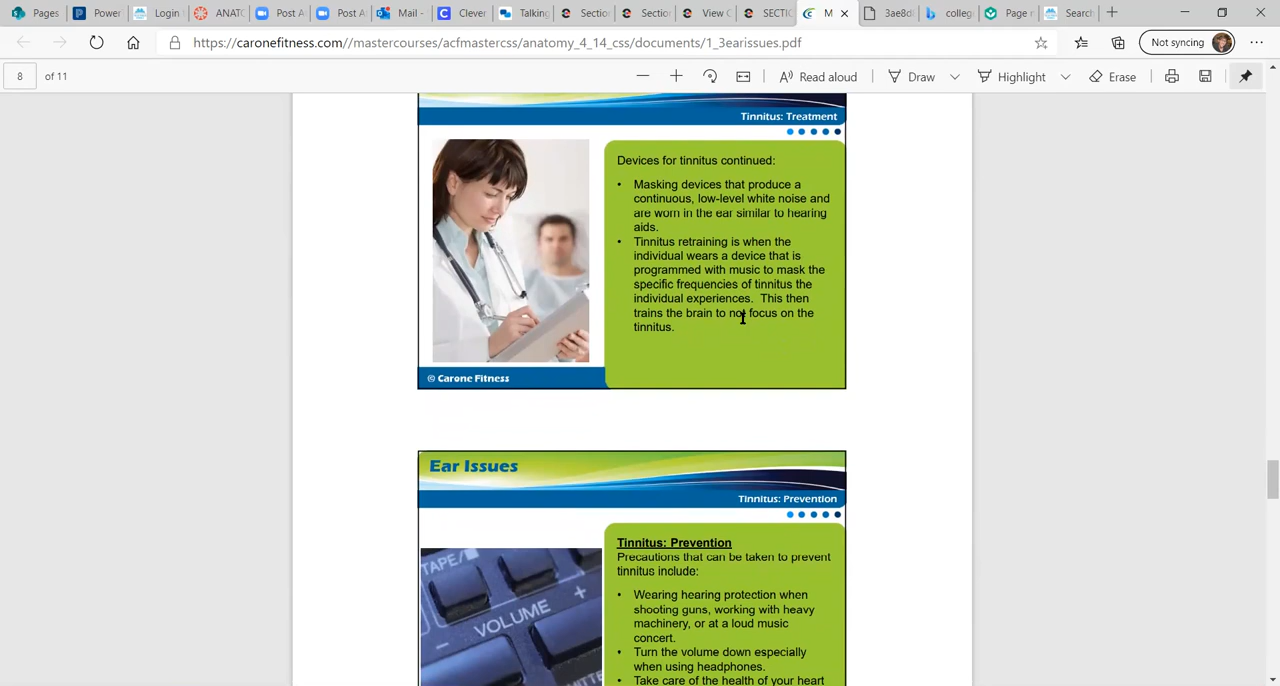 Pages
Power
Login
ANATO
Post A
Post A
Mail -
Clever
Talking
Section
Section
View C
SECTIO
M
3ae8d
colleg
Page n
Search
https://caronefitness.com//mastercourses/acfmastercss/anatomy_4_14_css/documents/1_3earissues.pdf
Not syncing
8 of 11
Read aloud
Draw
Highlight
Erase
Tinnitus: Treatment
Devices for tinnitus continued:
• Masking devices that produce a
continuous, low-level white noise and
are worn in the ear similar to hearing
aids.
• Tinnitus retraining is when the
individual wears a device that is
programmed with music to mask the
specific frequencies of tinnitus the
individual experiences. This then
trains the brain to not focus on the
tinnitus.
© Carone Fitness
Ear Issues
Tinnitus: Prevention
TAPE/
VOLUME
- +
Tinnitus: Prevention
Precautions that can be taken to prevent
tinnitus include:
• Wearing hearing protection when
shooting guns, working with heavy
machinery, or at a loud music
concert.
• Turn the volume down especially
when using headphones.
• Take care of the health of your heart